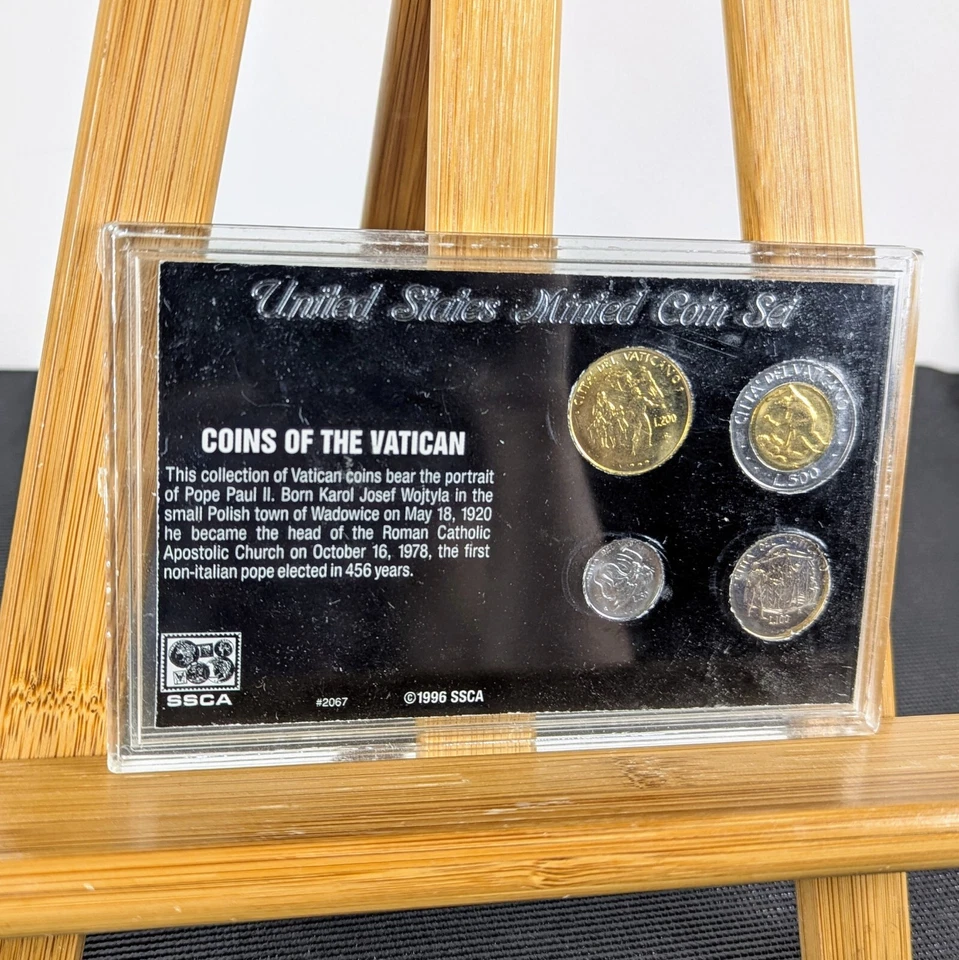 United States Minted Coin Set
COINS OF THE VATICAN
This collection of Vatican coins bear the portrait
of Pope Paul II. Born Karol Josef Wojtyla in the
small Polish town of Wadowice on May 18, 1920
he became the head of the Roman Catholic
Apostolic Church on October 16, 1978, the first
non-italian pope elected in 456 years.
CITTA' DEL VATICANO
L.200
CITTA' DEL VATICANO
L.500
L.100
SSCA
#2067
©1996 SSCA